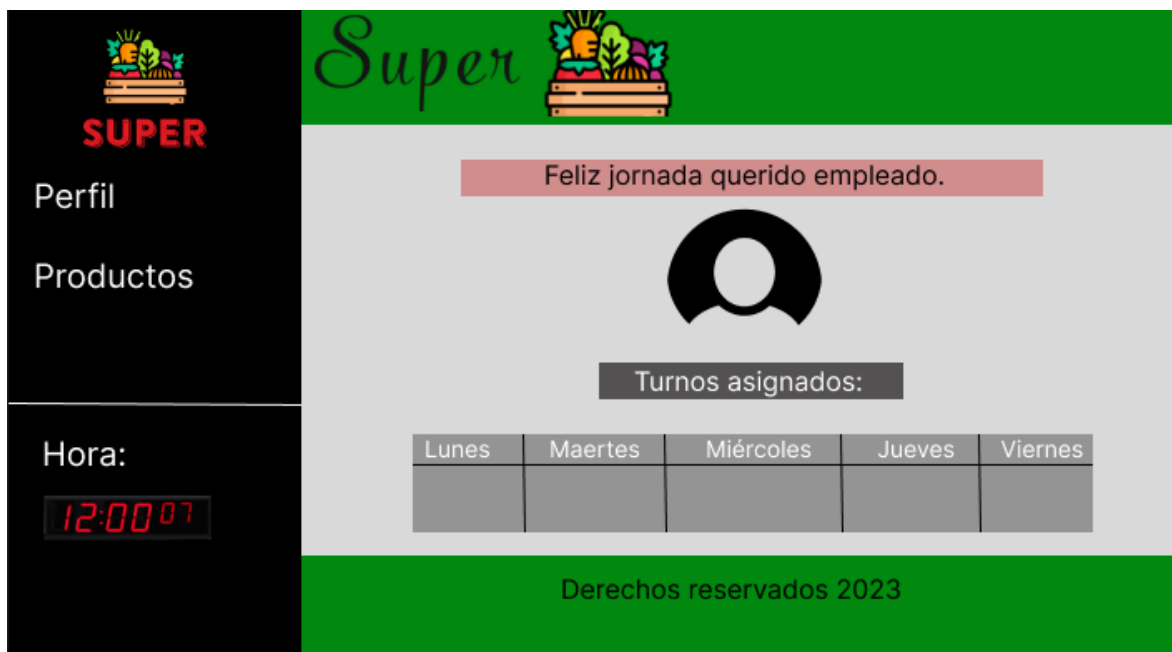 SUPER
Perfil
Productos
Hora:
12:00 07
Super
Feliz jornada querido empleado.
Turnos asignados:
Lunes Maertes Miércoles Jueves Viernes
Derechos reservados 2023